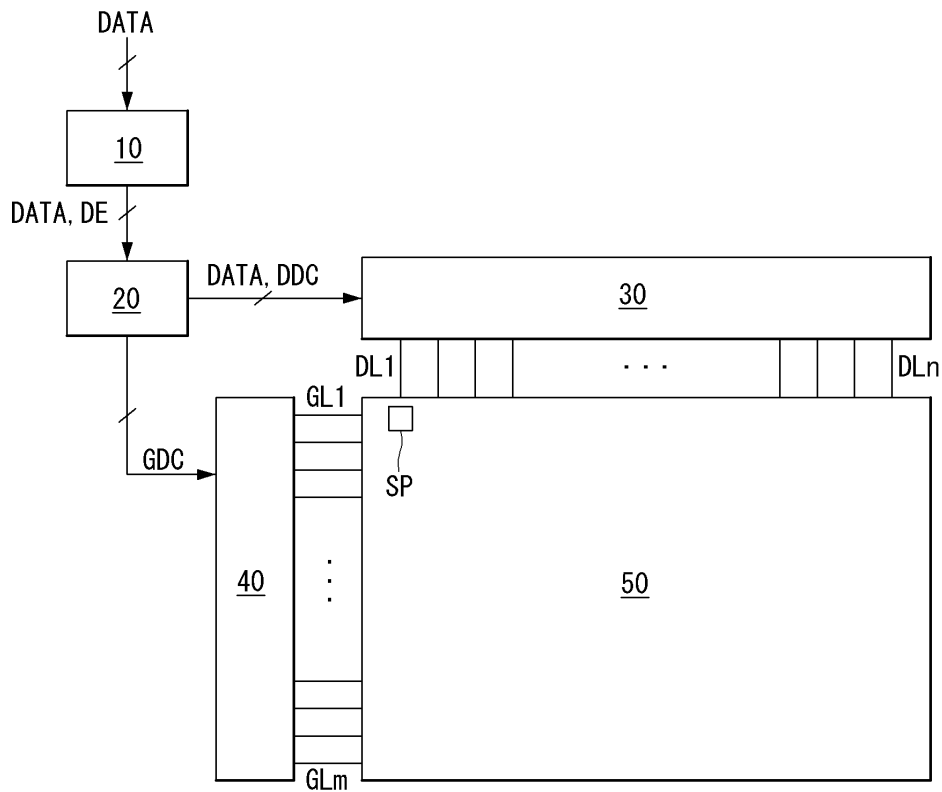 DATA
10
DATA, DE
20
DATA, DDC
30
DL1
. . .
DLn
GL1
GDC
SP
40
50
GLm